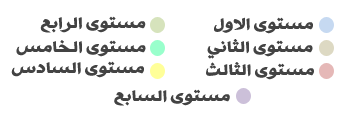 مستوى الاول
مستوى الرابع
مستوى الثاني
مستوى الخامس
مستوى الثالث
مستوى السادس
مستوى السابع